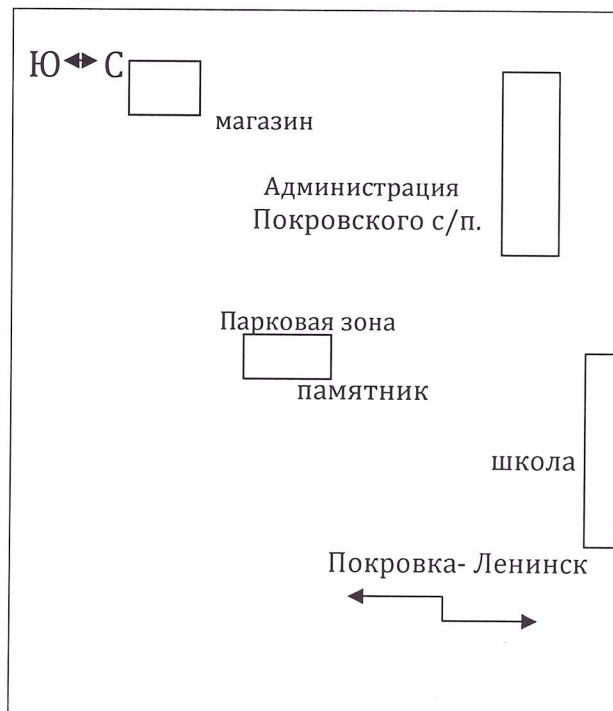 Ю С
магазин
Администрация
Покровского с/п.
Парковая зона
памятник
школа
Покровка- Ленинск